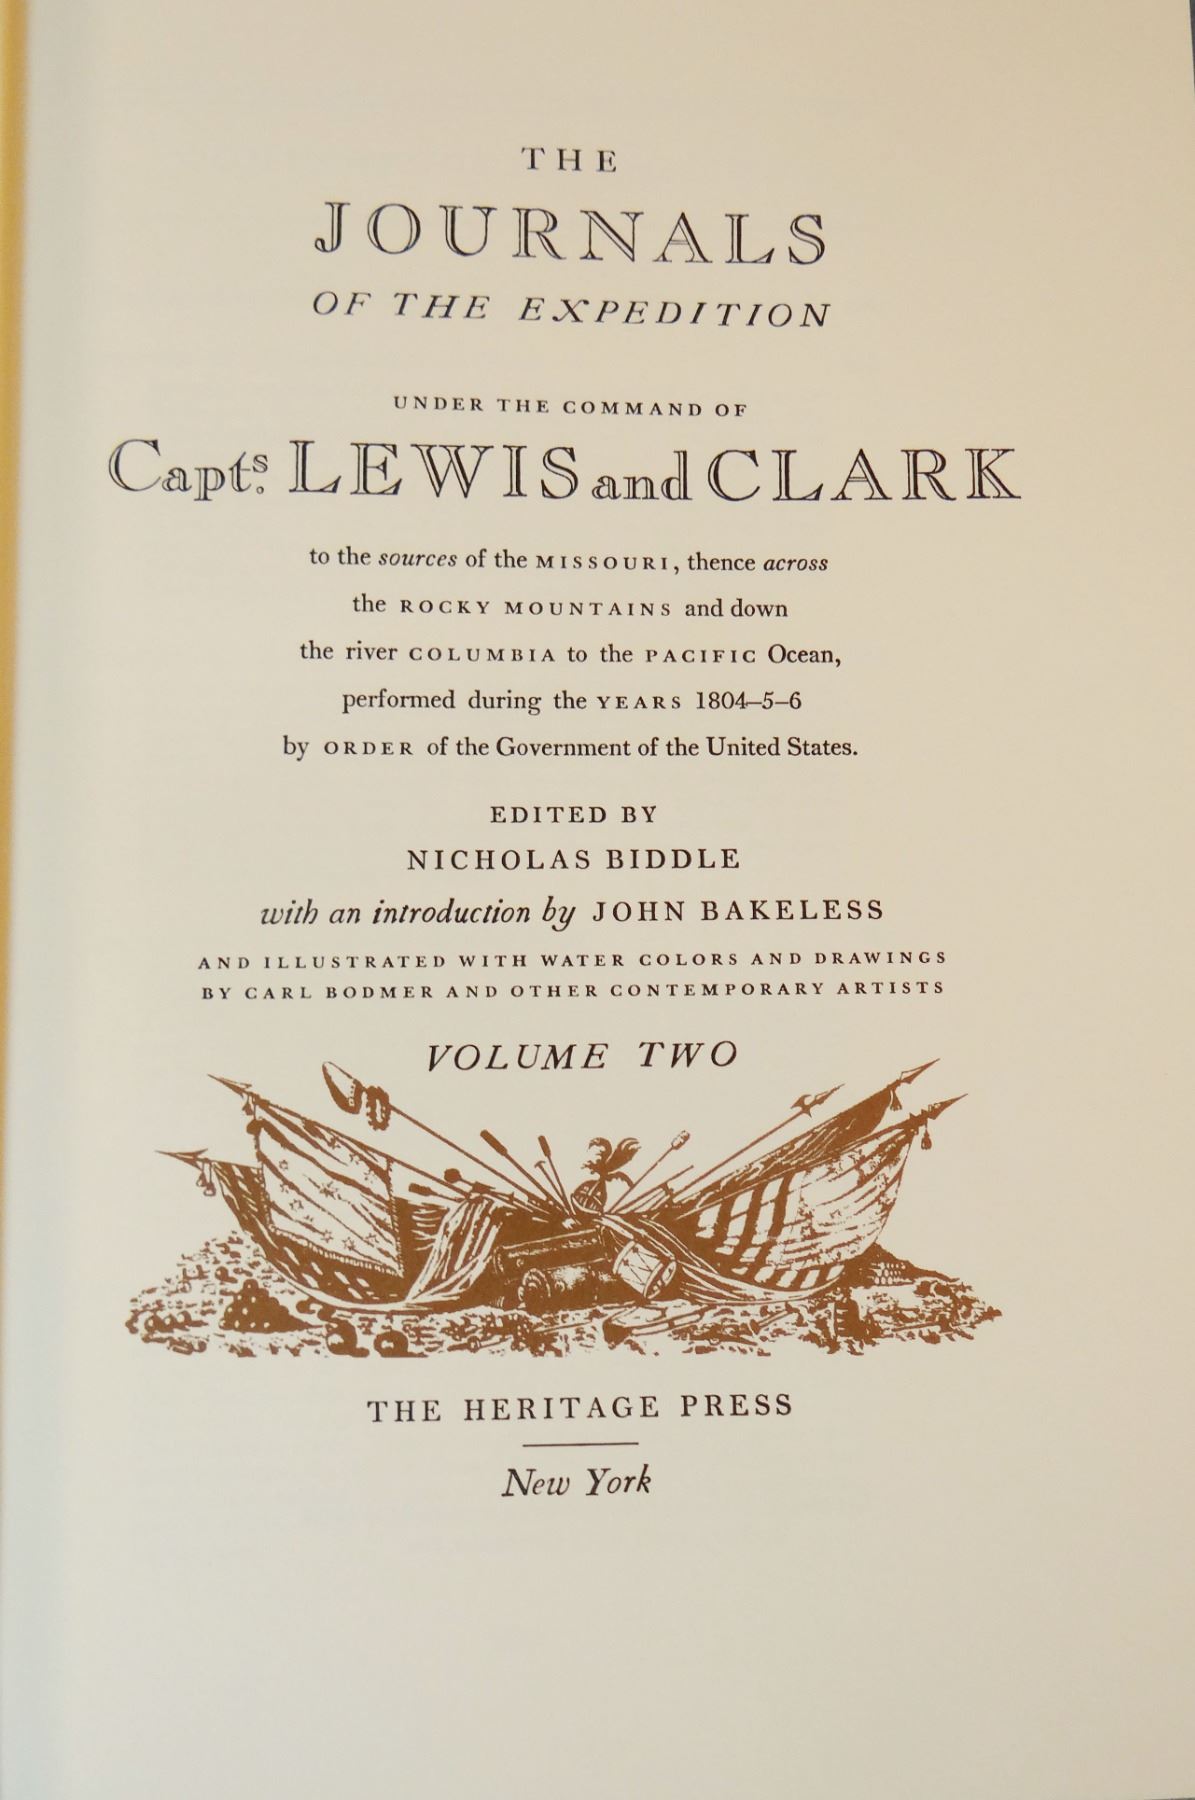 THE
JOURNALS
OF THE EXPEDITION
UNDER THE COMMAND OF
Capts. LEWIS and CLARK
to the sources of the MISSOURI, thence across
the ROCKY MOUNTAINS and down
the river COLUMBIA to the PACIFIC Ocean,
performed during the YEARS 1804–5–6
by ORDER of the Government of the United States.
EDITED BY
NICHOLAS BIDDLE
with an introduction by JOHN BAKELESS
AND ILLUSTRATED WITH WATER COLORS AND DRAWINGS
BY CARL BODMER AND OTHER CONTEMPORARY ARTISTS
VOLUME TWO
THE HERITAGE PRESS
New York